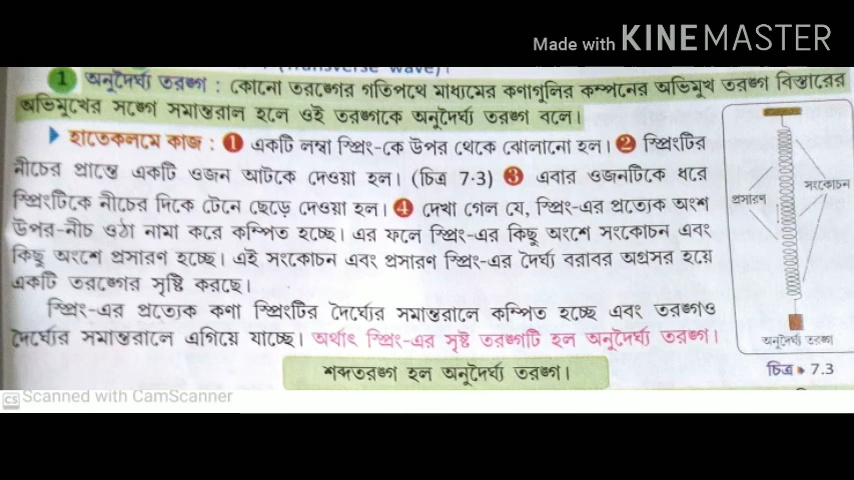 Made with KINEMASTER
(Transverse wave)।
1 অনুদৈর্ঘ্য তরঙ্গ : কোনো তরঙ্গের গতিপথে মাধ্যমের কণাগুলির কম্পনের অভিমুখ তরঙ্গ বিস্তারের
অভিমুখের সঙ্গে সমান্তরাল হলে ওই তরঙ্গকে অনুদৈর্ঘ্য তরঙ্গ বলে।
▶ হাতেকলমে কাজ : 1 একটি লম্বা স্প্রিং-কে উপর থেকে ঝোলানো হল। 2 স্প্রিংটির
নীচের প্রান্তে একটি ওজন আটকে দেওয়া হল। (চিত্র 7·3) 3 এবার ওজনটিকে ধরে
স্প্রিংটিকে নীচের দিকে টেনে ছেড়ে দেওয়া হল। 4 দেখা গেল যে, স্প্রিং-এর প্রত্যেক অংশ
উপর-নীচ ওঠা নামা করে কম্পিত হচ্ছে। এর ফলে স্প্রিং-এর কিছু অংশে সংকোচন এবং
কিছু অংশে প্রসারণ হচ্ছে। এই সংকোচন এবং প্রসারণ স্প্রিং-এর দৈর্ঘ্য বরাবর অগ্রসর হয়ে
একটি তরঙ্গের সৃষ্টি করছে।
স্প্রিং-এর প্রত্যেক কণা স্প্রিংটির দৈর্ঘ্যের সমান্তরালে কম্পিত হচ্ছে এবং তরঙ্গও
দৈর্ঘ্যের সমান্তরালে এগিয়ে যাচ্ছে। অর্থাৎ স্প্রিং-এর সৃষ্ট তরঙ্গটি হল অনুদৈর্ঘ্য তরঙ্গ।
শব্দতরঙ্গ হল অনুদৈর্ঘ্য তরঙ্গ।
প্রসারণ
সংকোচন
অনুদৈর্ঘ্য তরঙ্গ
চিত্র ▶ 7.3
CS Scanned with CamScanner